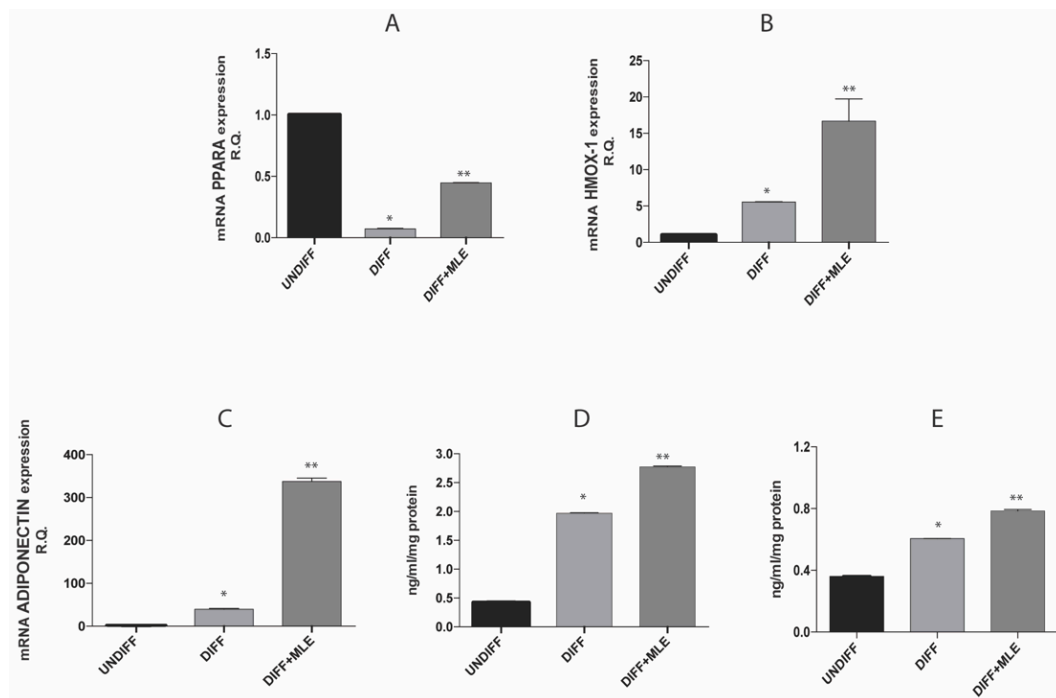 A
mRNA PPARA expression
R.Q.
1.5
1.0
0.5
0.0
*
**
UNDIFF
DIFF
DIFF+MLE
B
mRNA HMOX-1 expression
R.Q.
25
20
15
10
5
0
*
**
UNDIFF
DIFF
DIFF+MLE
C
mRNA ADIPONECTIN expression
R.Q.
400
300
200
100
0
*
**
UNDIFF
DIFF
DIFF+MLE
D
ng/ml/mg protein
3.0
2.5
2.0
1.5
1.0
0.5
0.0
*
**
UNDIFF
DIFF
DIFF+MLE
E
ng/ml/mg protein
1.2
0.8
0.4
0.0
*
**
UNDIFF
DIFF
DIFF+MLE